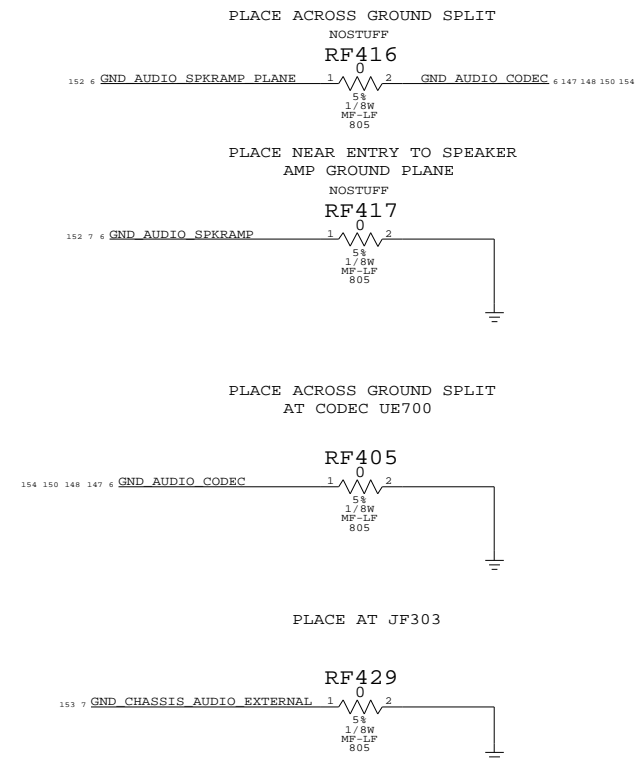 PLACE ACROSS GROUND SPLIT
NOSTUFF
RF416
0
152 6 GND_AUDIO_SPKRAMP_PLANE 1 2 GND_AUDIO_CODEC 6 147 148 150 154
5%
1/8W
MF-LF
805
PLACE NEAR ENTRY TO SPEAKER
AMP GROUND PLANE
NOSTUFF
RF417
0
152 7 6 GND_AUDIO_SPKRAMP 1 2
5%
1/8W
MF-LF
805
PLACE ACROSS GROUND SPLIT
AT CODEC UE700
RF405
0
154 150 148 147 6 GND_AUDIO_CODEC 1 2
5%
1/8W
MF-LF
805
PLACE AT JF303
RF429
0
153 7 GND_CHASSIS_AUDIO_EXTERNAL 1 2
5%
1/8W
MF-LF
805